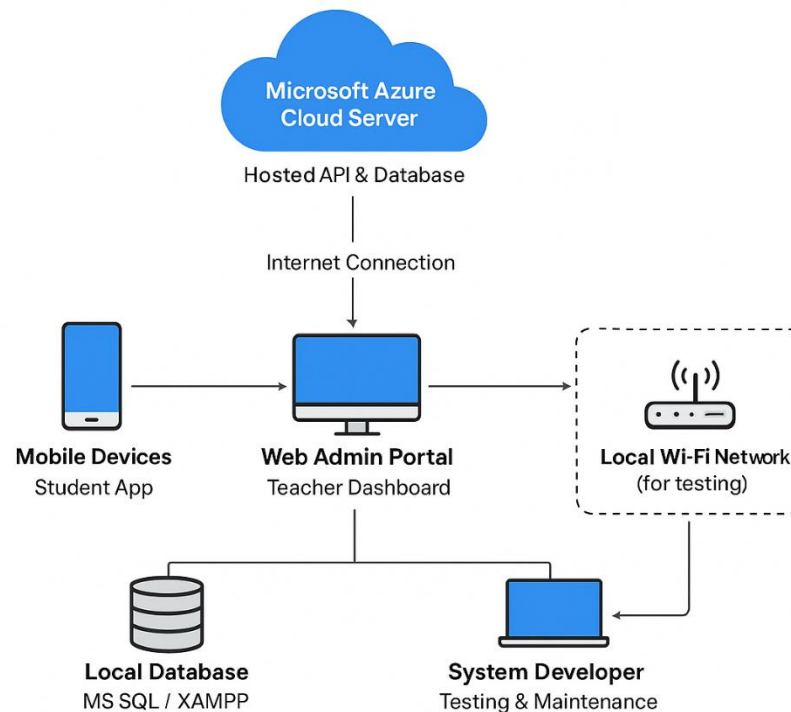 Microsoft Azure
Cloud Server
Hosted API & Database
Internet Connection
Mobile Devices
Student App
Web Admin Portal
Teacher Dashboard
Local Wi-Fi Network
(for testing)
Local Database
MS SQL / XAMPP
System Developer
Testing & Maintenance